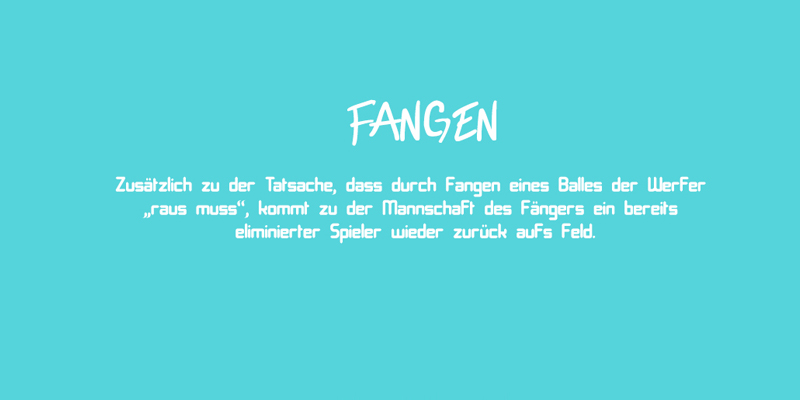 FANGEN
Zusätzlich zu der Tatsache, dass durch Fangen eines Balles der Werfer
„raus muss“, kommt zu der Mannschaft des Fängers ein bereits
eliminierter Spieler wieder zurück aufs Feld.